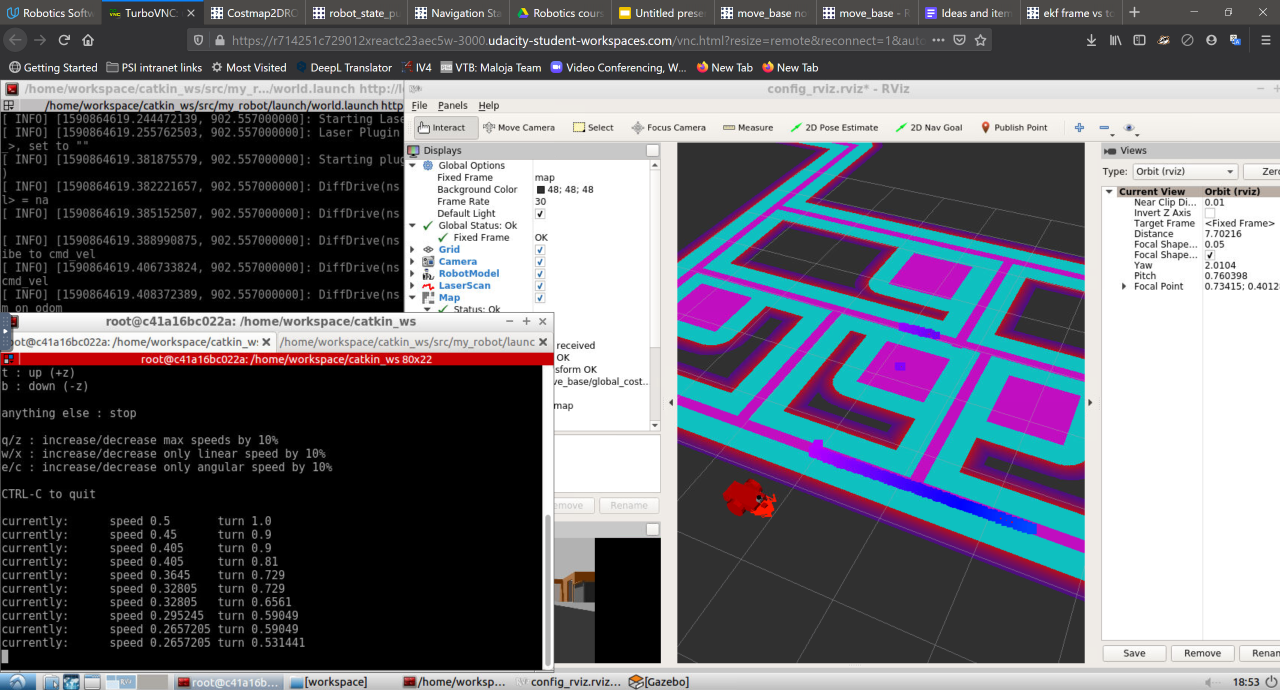 Robotics Softw
TurboVNC:
Costmap2DRO
robot_state_pu
Navigation Sta
Robotics cours
Untitled prese
move_base no
move_base - R
Ideas and item
ekf frame vs to
https://r714251c729012xreactc23aec5w-3000.udacity-student-workspaces.com/vnc.html?resize=remote&reconnect=1&auto
Getting Started
PSI intranet links
Most Visited
DeepL Translator
IV4
VTB: Maloja Team
Video Conferencing, W...
New Tab
New Tab
/home/workspace/catkin_ws/src/my_r.../world.launch http://l
/home/workspace/catkin_ws/src/my_robot/launch/world.launch http
[ INFO] [1590864619.244472139, 902.557000000]: Starting Lase
[ INFO] [1590864619.255762503, 902.557000000]: Laser Plugin
>, set to ""
[ INFO] [1590864619.381875579, 902.557000000]: Starting plug
)
[ INFO] [1590864619.382221657, 902.557000000]: DiffDrive(ns
l> = na
[ INFO] [1590864619.385152507, 902.557000000]: DiffDrive(ns
[ INFO] [1590864619.388990875, 902.557000000]: DiffDrive(ns
ibe to cmd_vel
[ INFO] [1590864619.406733824, 902.557000000]: DiffDrive(ns
cmd_vel
[ INFO] [1590864619.408372389, 902.557000000]: DiffDrive(ns
m on odom
root@c41a16bc022a: /home/workspace/catkin_ws
oot@c41a16bc022a: /home/workspace/catkin_w:
/home/workspace/catkin_ws/src/my_robot/launc
root@c41a16bc022a: /home/workspace/catkin_ws 80x22
t : up (+z)
b : down (-z)
anything else : stop
q/z : increase/decrease max speeds by 10%
w/x : increase/decrease only linear speed by 10%
e/c : increase/decrease only angular speed by 10%
CTRL-C to quit
currently: speed 0.5 turn 1.0
currently: speed 0.45 turn 0.9
currently: speed 0.405 turn 0.9
currently: speed 0.405 turn 0.81
currently: speed 0.3645 turn 0.729
currently: speed 0.32805 turn 0.729
currently: speed 0.32805 turn 0.6561
currently: speed 0.295245 turn 0.59049
currently: speed 0.2657205 turn 0.59049
currently: speed 0.2657205 turn 0.531441
config_rviz.rviz* - RViz
File Panels Help
Interact
Move Camera
Select
Focus Camera
Measure
2D Pose Estimate
2D Nav Goal
Publish Point
Displays
Global Options
Fixed Frame map
Background Color 48; 48; 48
Frame Rate 30
Default Light
Global Status: Ok
Fixed Frame OK
Grid
Camera
RobotModel
LaserScan
Map
Status: Ok
received
OK
sform OK
ve_base/global_cost...
map
emove
Rename
Views
Type: Orbit (rviz)
Zero
Current View Orbit (rviz)
Near Clip Di... 0.01
Invert Z Axis
Target Frame <Fixed Frame>
Distance 7.70216
Focal Shape... 0.05
Focal Shape...
Yaw 2.0104
Pitch 0.760398
Focal Point 0.73415; 0.4012
Save
Remove
Renan
root@c41a16b...
[workspace]
/home/worksp...
config_rviz.rviz...
[Gazebo]
18:53